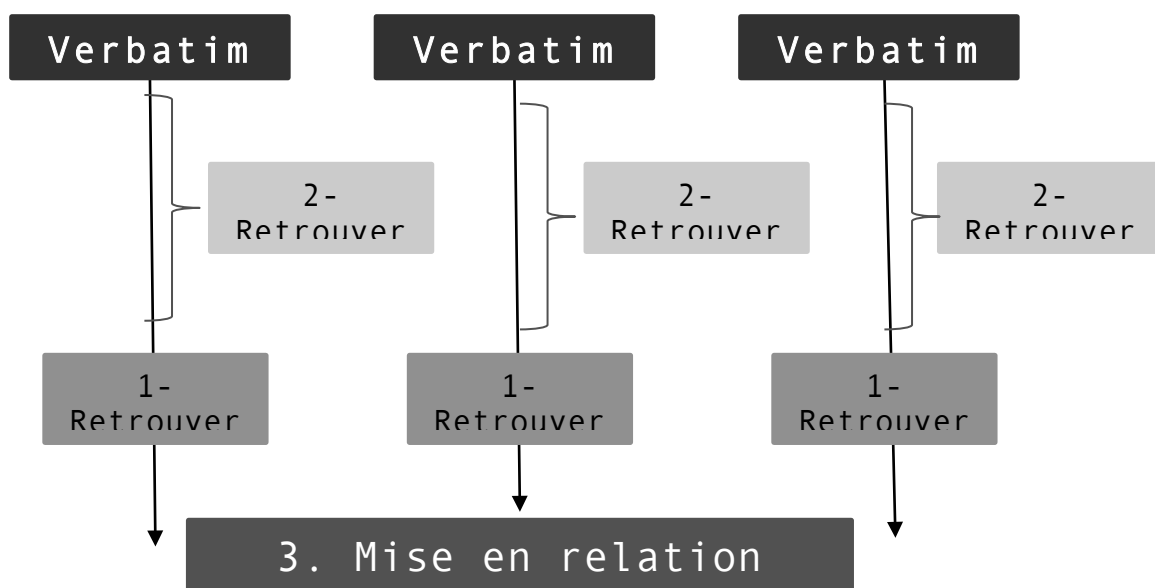 Verbatim
Verbatim
Verbatim
2-
Retrouver
2-
Retrouver
2-
Retrouver
1-
Retrouver
1-
Retrouver
1-
Retrouver
3. Mise en relation